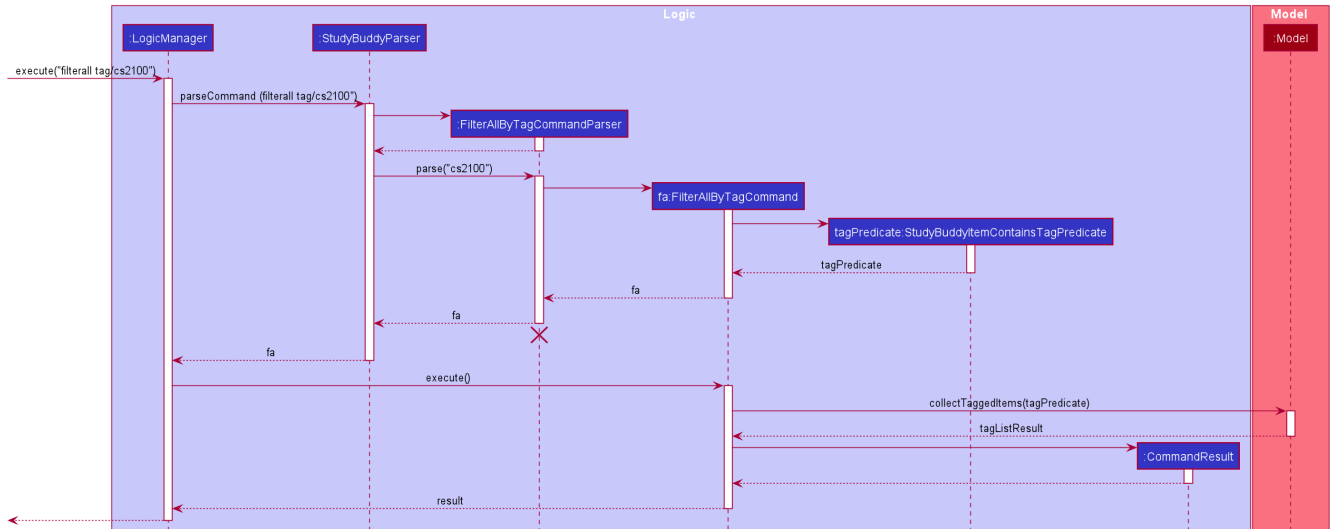 Logic
Model
:LogicManager
:StudyBuddyParser
:Model
execute("filterall tag/cs2100")
parseCommand (filterall tag/cs2100")
:FilterAllByTagCommandParser
parse("cs2100")
fa:FilterAllByTagCommand
tagPredicate:StudyBuddyItemContainsTagPredicate
tagPredicate
fa
fa
fa
execute()
collectTaggedItems(tagPredicate)
tagListResult
:CommandResult
result